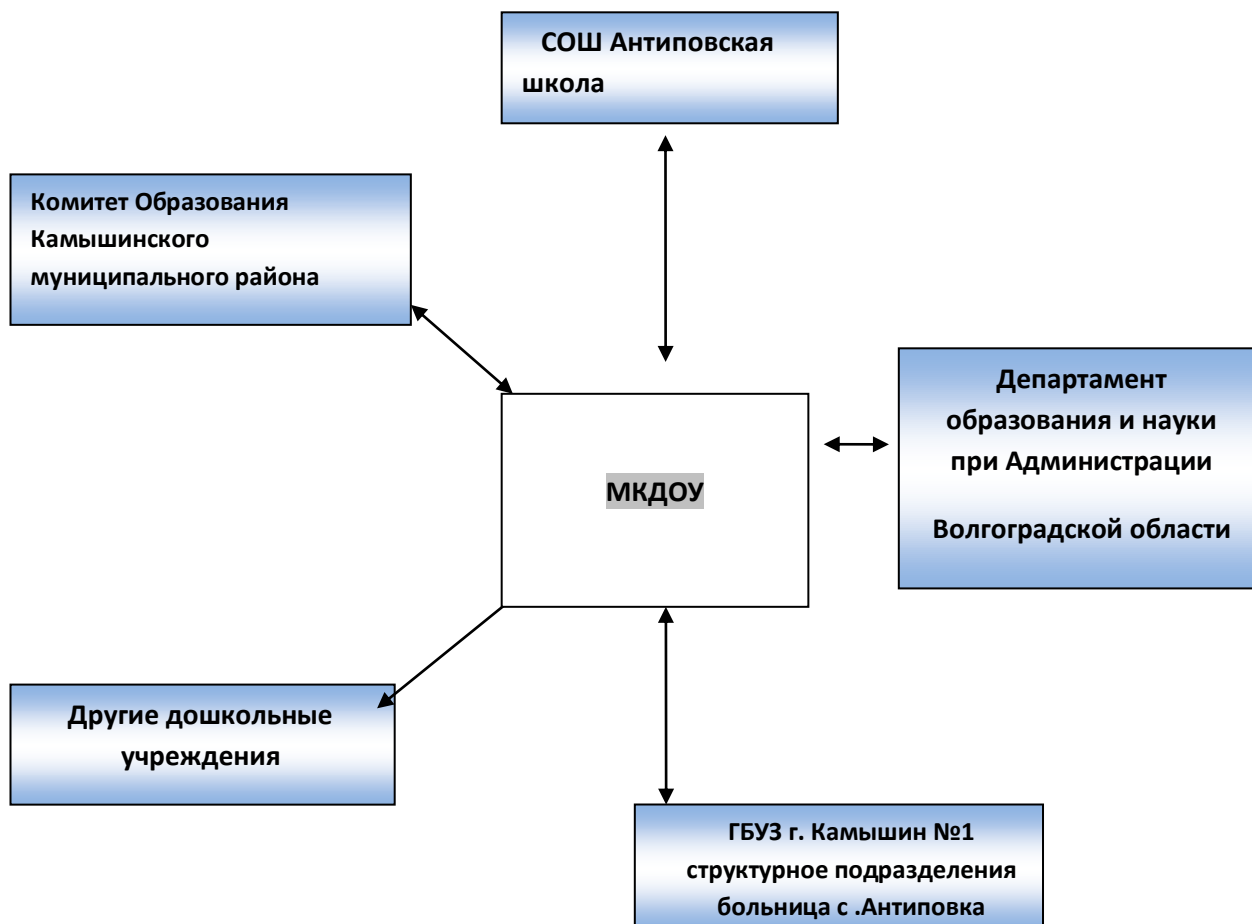 СОШ Антиповская
школа
Комитет Образования
Камышинского
муниципального района
Департамент
образования и науки
при Администрации
Волгоградской области
МКДОУ
Другие дошкольные
учреждения
ГБУЗ г. Камышин №1
структурное подразделения
больница с .Антиповка